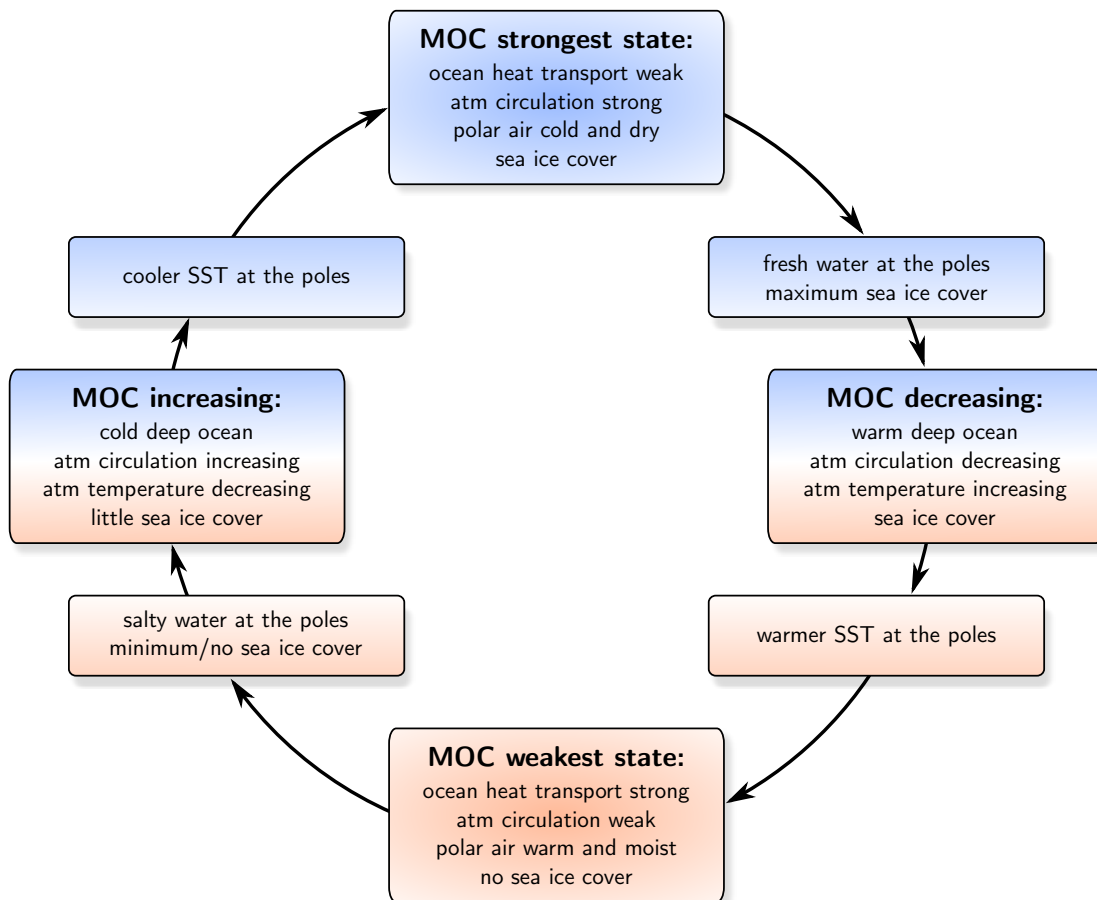 MOC strongest state:
ocean heat transport weak
atm circulation strong
polar air cold and dry
sea ice cover
cooler SST at the poles
fresh water at the poles
maximum sea ice cover
MOC increasing:
cold deep ocean
atm circulation increasing
atm temperature decreasing
little sea ice cover
MOC decreasing:
warm deep ocean
atm circulation decreasing
atm temperature increasing
sea ice cover
salty water at the poles
minimum/no sea ice cover
warmer SST at the poles
MOC weakest state:
ocean heat transport strong
atm circulation weak
polar air warm and moist
no sea ice cover